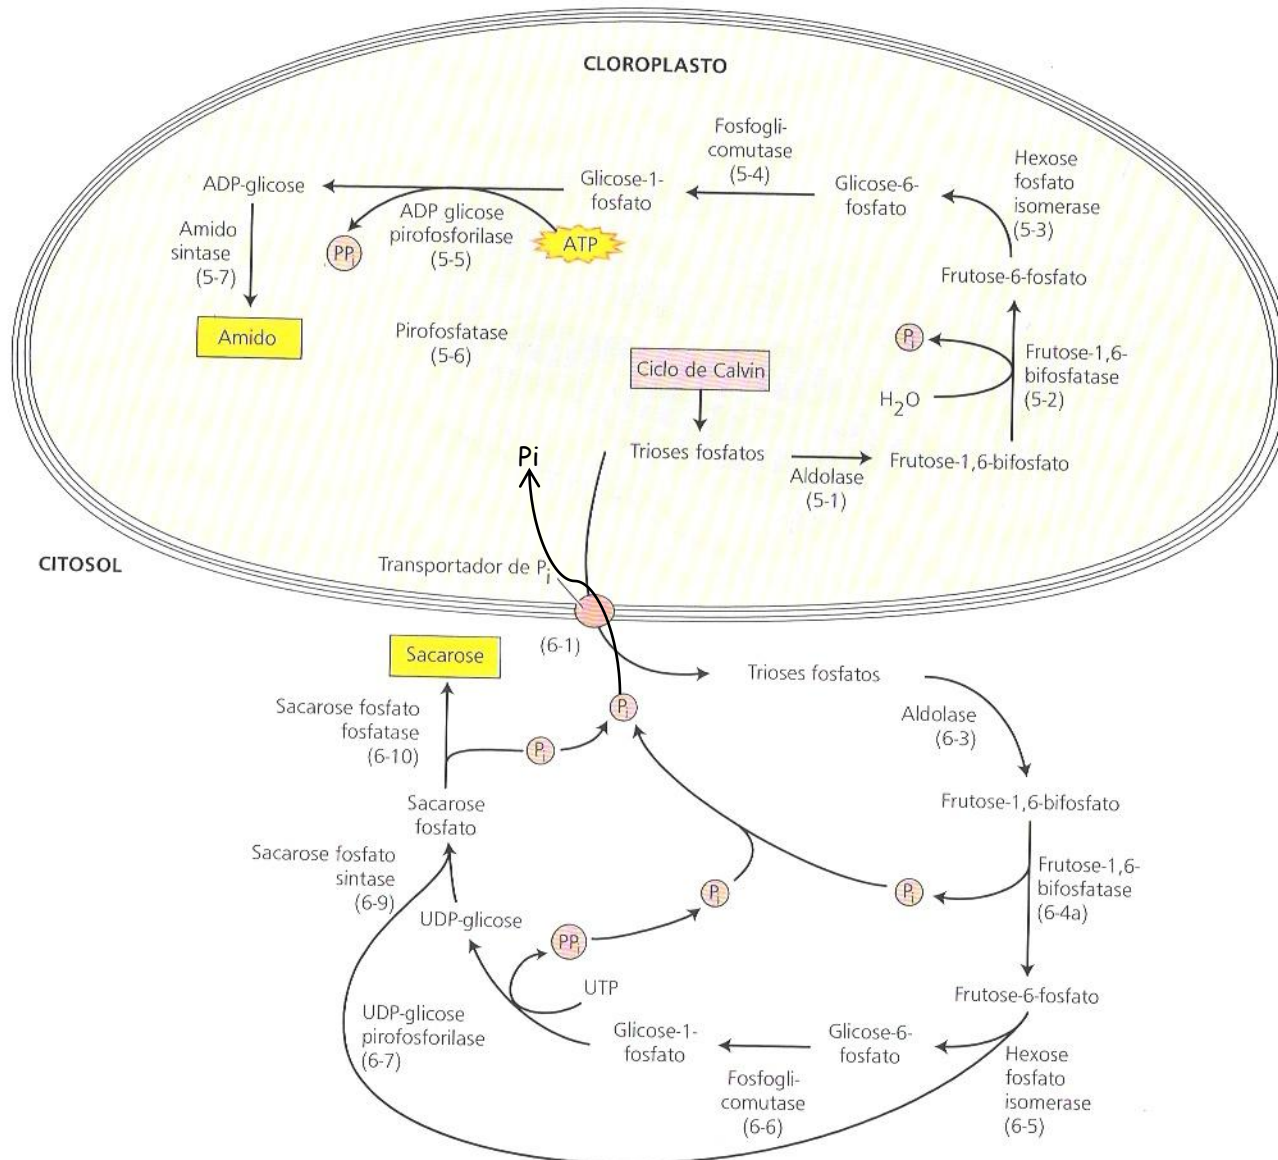 CLOROPLASTO
Fosfogli-
comutase
(5-4)
Hexose
fosfato
isomerase
(5-3)
ADP-glicose
Glicose-1-
fosfato
Glicose-6-
fosfato
ADP glicose
pirofosforilase
(5-5)
ATP
PPi
Amido
sintase
(5-7)
Frutose-6-fosfato
Amido
Pirofosfatase
(5-6)
Pi
Frutose-1,6-
bifosfatase
(5-2)
Ciclo de Calvin
H2O
Pi
Trioses fosfatos
Aldolase
(5-1)
Frutose-1,6-bifosfato
CITOSOL
Transportador de Pi
(6-1)
Sacarose
Trioses fosfatos
Sacarose fosfato
fosfatase
(6-10)
Pi
Pi
Aldolase
(6-3)
Sacarose
fosfato
Frutose-1,6-bifosfato
Sacarose fosfato
sintase
(6-9)
Pi
Pi
Frutose-1,6-
bifosfatase
(6-4a)
UDP-glicose
PPi
UTP
Frutose-6-fosfato
UDP-glicose
pirofosforilase
(6-7)
Glicose-1-
fosfato
Glicose-6-
fosfato
Fosfogli-
comutase
(6-6)
Hexose
fosfato
isomerase
(6-5)